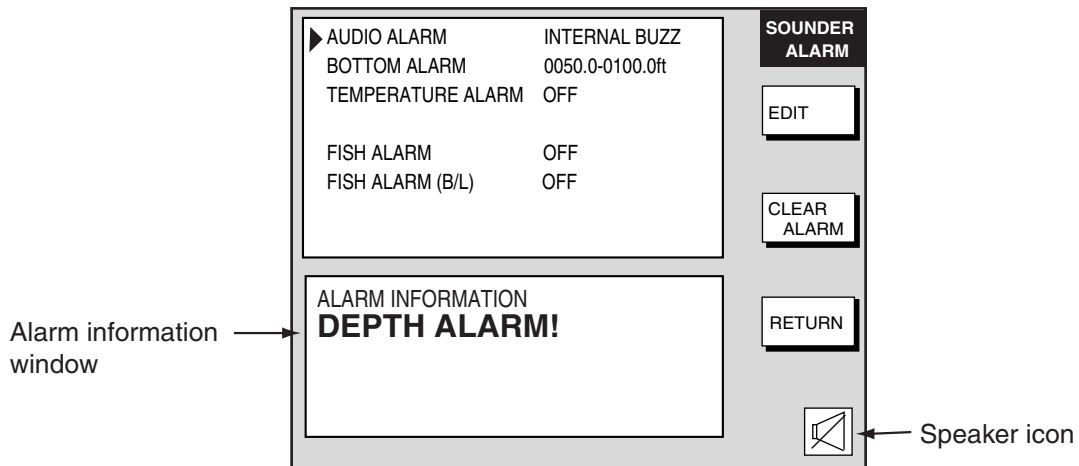 AUDIO ALARM INTERNAL BUZZ
BOTTOM ALARM 0050.0-0100.0ft
TEMPERATURE ALARM OFF
FISH ALARM OFF
FISH ALARM (B/L) OFF
SOUNDER
ALARM
EDIT
CLEAR
ALARM
RETURN
ALARM INFORMATION
DEPTH ALARM!
Alarm information
window
Speaker icon